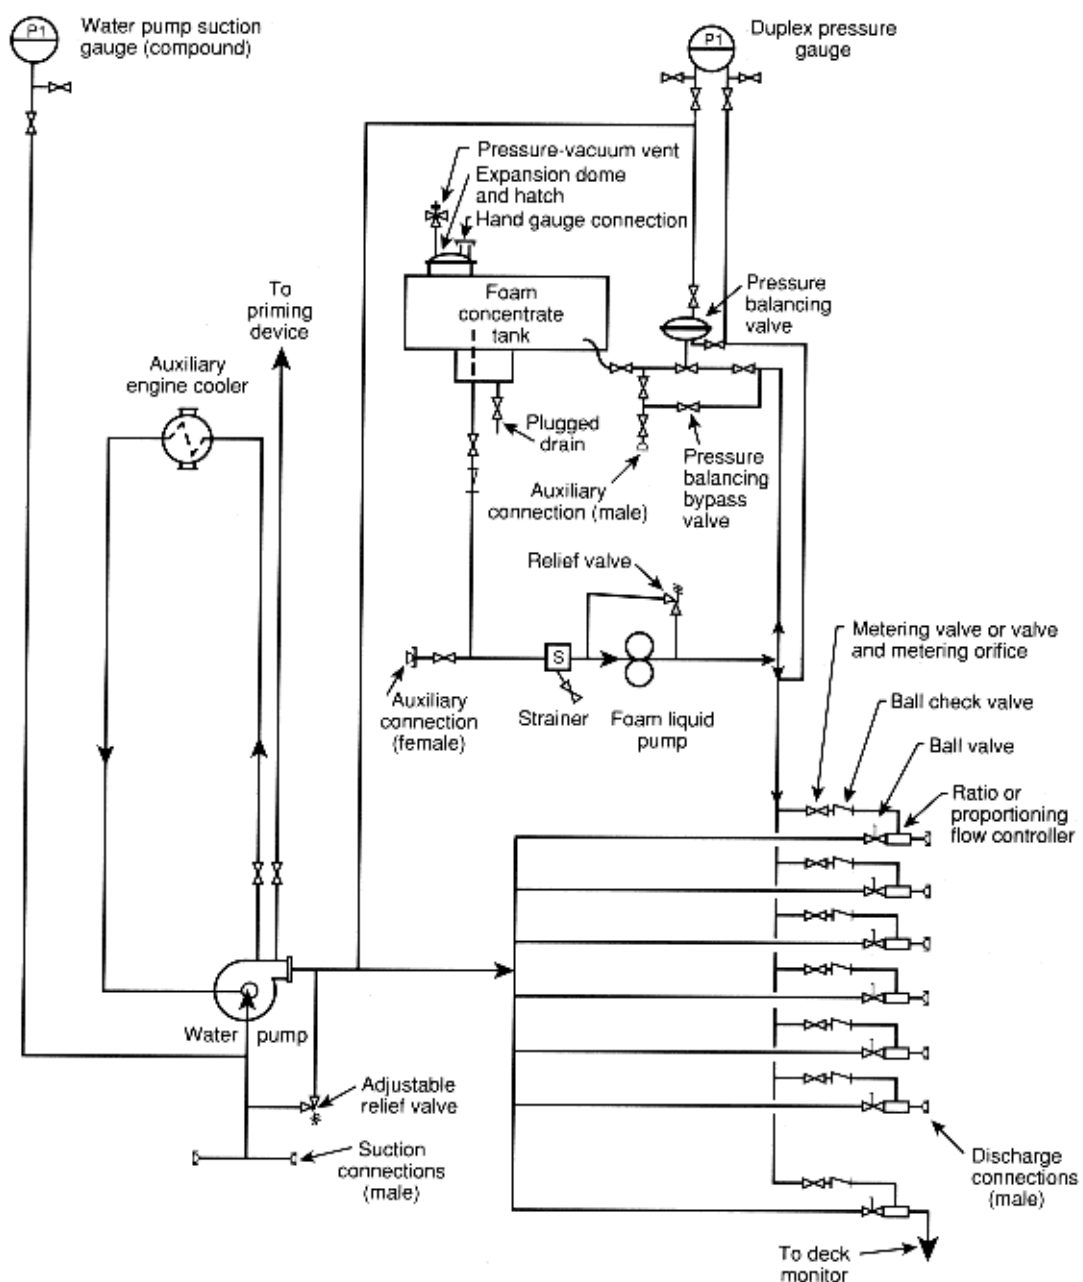 P1
Water pump suction
gauge (compound)
P1
Duplex pressure
gauge
Pressure-vacuum vent
Expansion dome
and hatch
Hand gauge connection
To
priming
device
Foam
concentrate
tank
Pressure
balancing
valve
Auxiliary
engine cooler
Plugged
drain
Auxiliary
connection (male)
Pressure
balancing
bypass
valve
Relief valve
Metering valve or valve
and metering orifice
S
Auxiliary
connection
(female)
Strainer
Foam liquid
pump
Ball check valve
Ball valve
Ratio or
proportioning
flow controller
Water pump
Adjustable
relief valve
Suction
connections
(male)
Discharge
connections
(male)
To deck
monitor